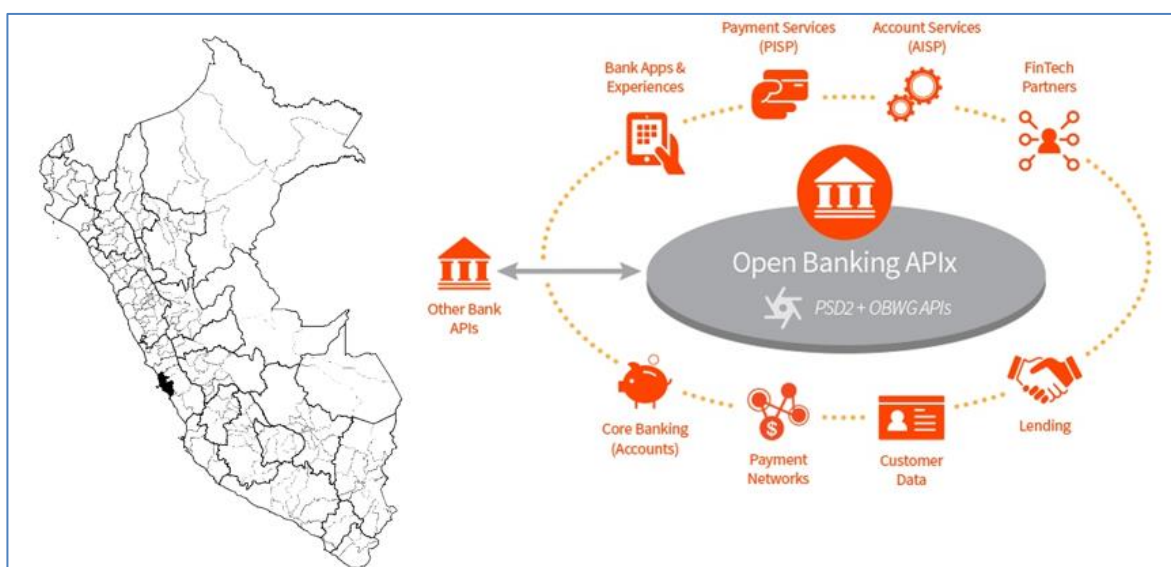 Payment Services
(PISP)
Account Services
(AISP)
Bank Apps &
Experiences
FinTech
Partners
Open Banking APIx
PSD2 + OBWG APIs
Other Bank
APIs
Core Banking
(Accounts)
$
Payment
Networks
Customer
Data
Lending